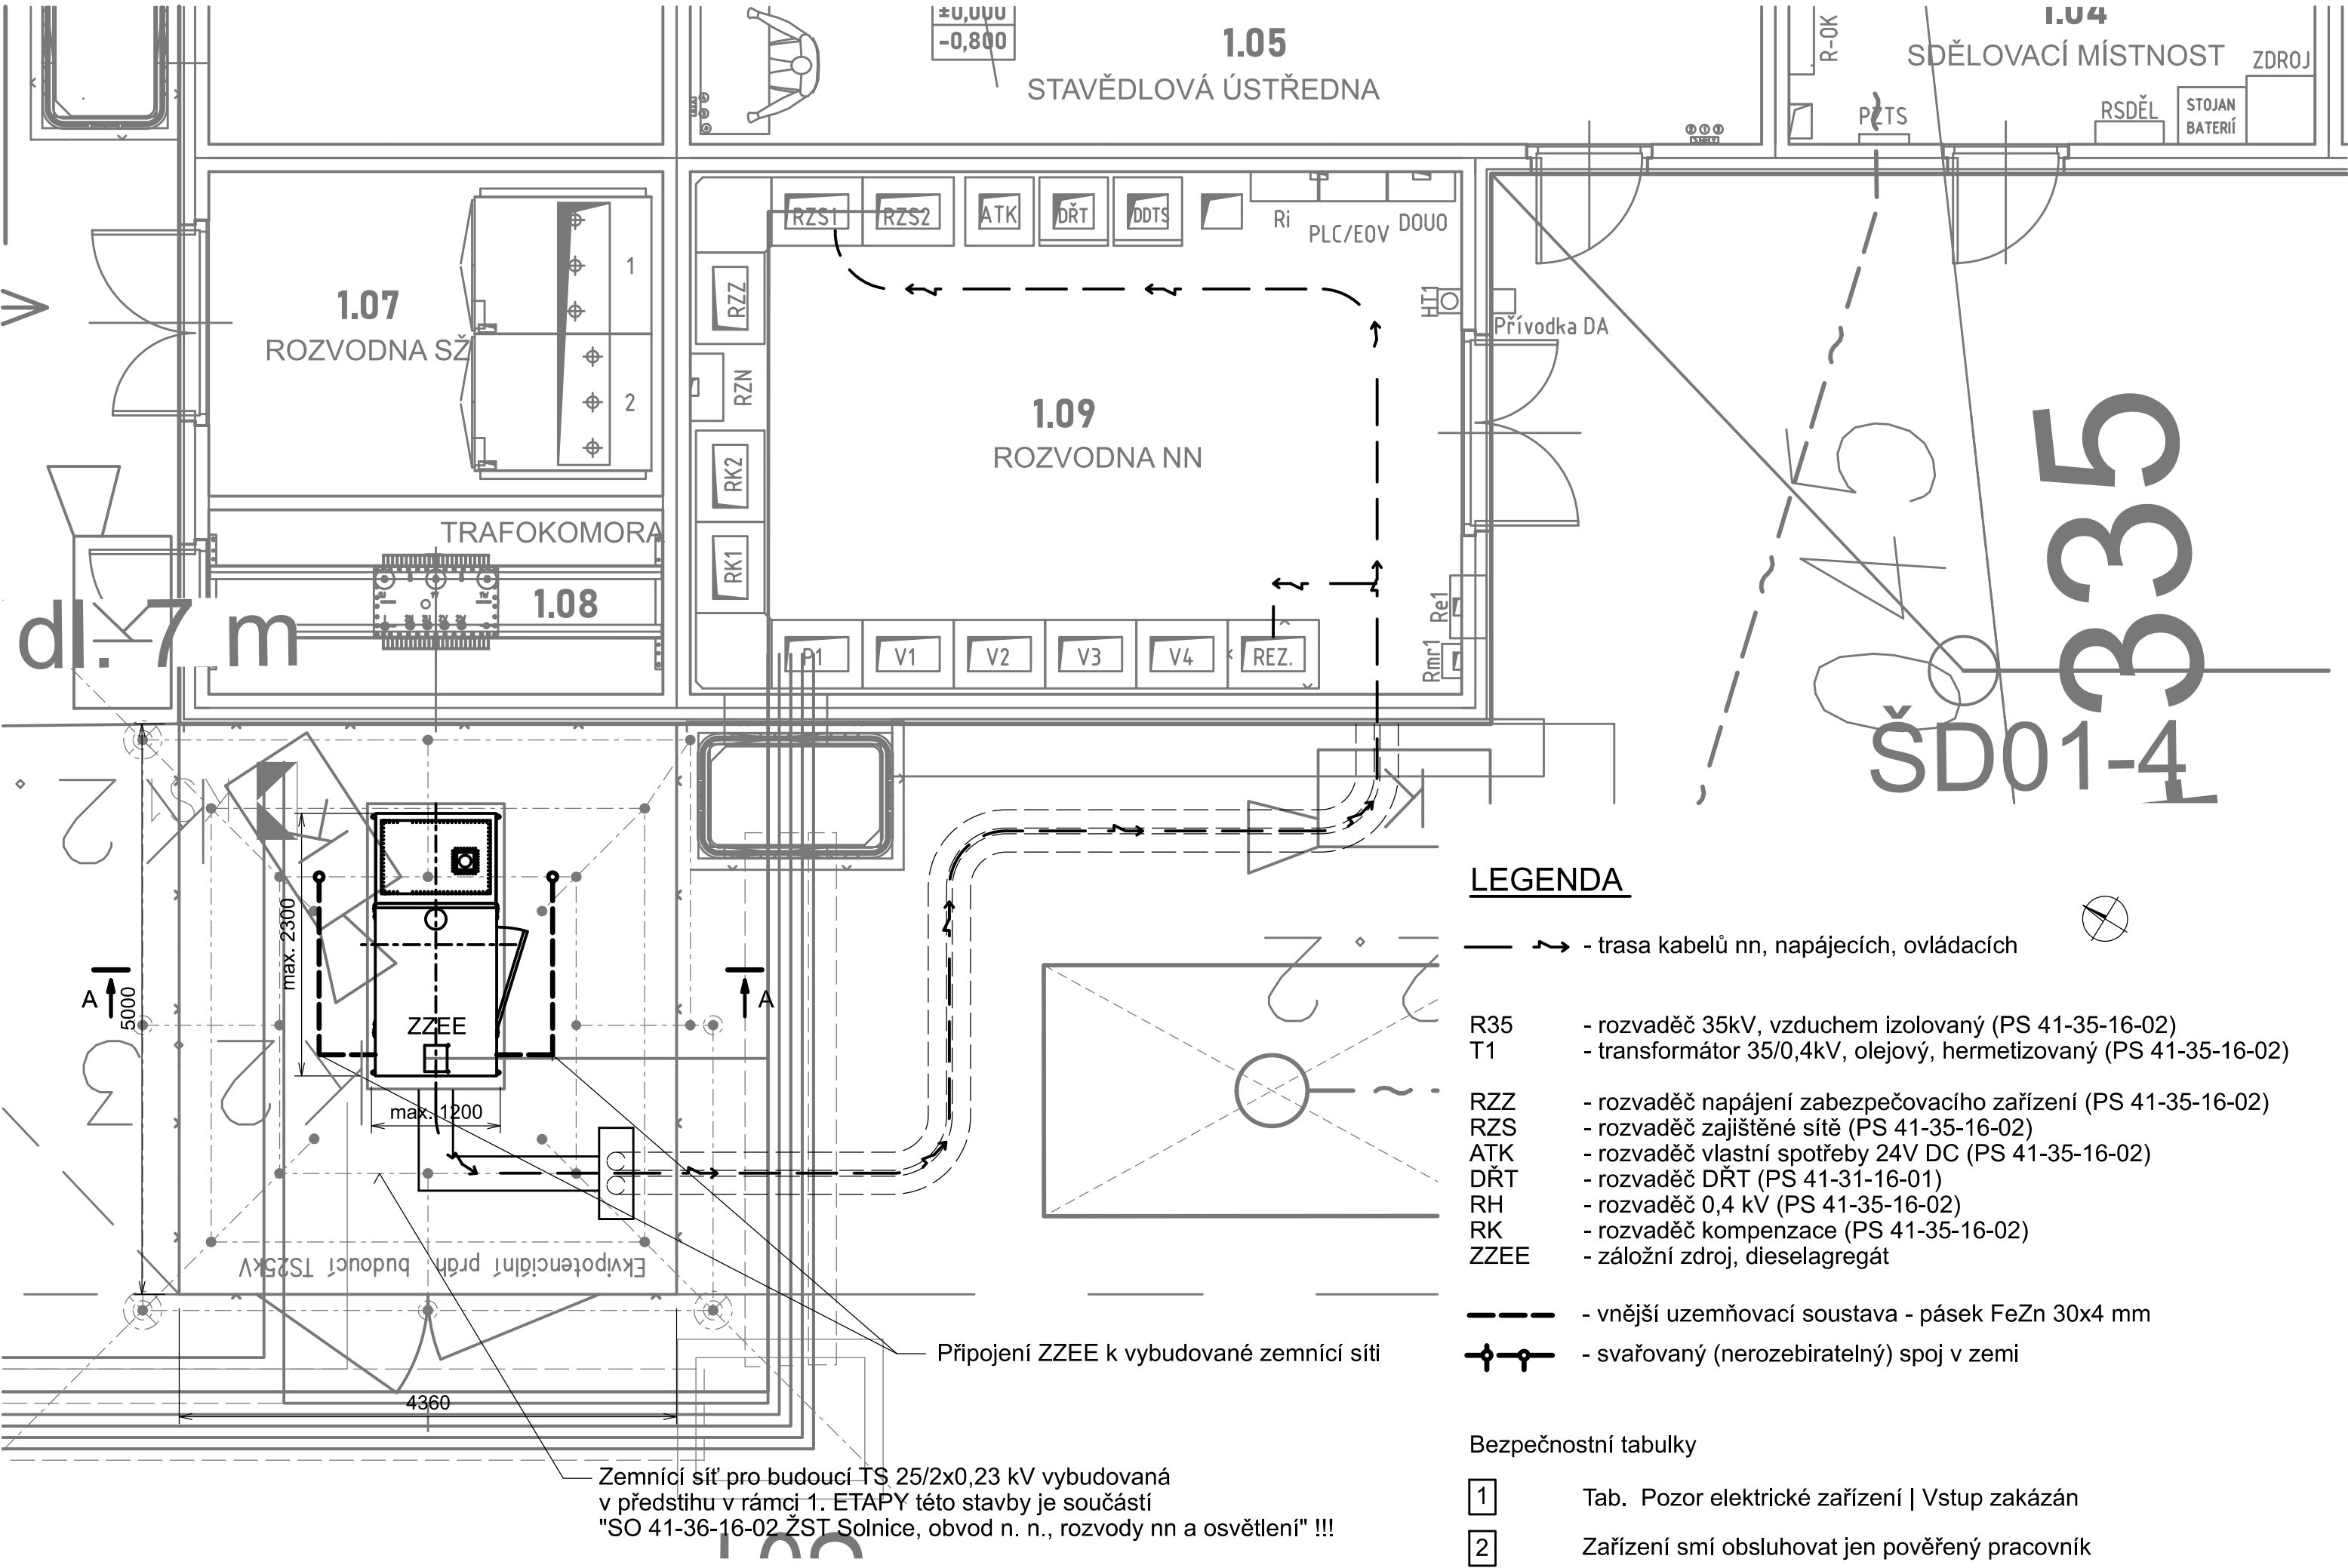 ±0,000
-0,800
1.05
STAVĚDLOVÁ ÚSTŘEDNA
R-OK
1.04
SDĚLOVACÍ MÍSTNOST
ZDROJ
PZTS
RSDĚL
STOJAN
BATERIÍ
1.07
ROZVODNA SŽ
1
2
RZS1
RZS2
ATK
DŘT
DDTS
Ri
PLC/EOV
DOUO
RZZ
RZN
RK2
RK1
HT1
Přívodka DA
1.09
ROZVODNA NN
335
TRAFOKOMORA
1.08
dl. 7 m
Re1
Rmr1
P1
V1
V2
V3
V4
REZ.
ŠD01-4
max. 2300
5000
A
A
ZZEE
max. 1200
Ekvipotenciální práh budoucí TS25kV
4360
Připojení ZZEE k vybudované zemnící síti
Zemnící síť pro budoucí TS 25/2x0,23 kV vybudovaná
v předstihu v rámci 1. ETAPY této stavby je součástí
"SO 41-36-16-02 ŽST Solnice, obvod n. n., rozvody nn a osvětlení" !!!
LEGENDA
- trasa kabelů nn, napájecích, ovládacích
R35 - rozvaděč 35kV, vzduchem izolovaný (PS 41-35-16-02)
T1 - transformátor 35/0,4kV, olejový, hermetizovaný (PS 41-35-16-02)
RZZ - rozvaděč napájení zabezpečovacího zařízení (PS 41-35-16-02)
RZS - rozvaděč zajištěné sítě (PS 41-35-16-02)
ATK - rozvaděč vlastní spotřeby 24V DC (PS 41-35-16-02)
DŘT - rozvaděč DŘT (PS 41-31-16-01)
RH - rozvaděč 0,4 kV (PS 41-35-16-02)
RK - rozvaděč kompenzace (PS 41-35-16-02)
ZZEE - záložní zdroj, dieselagregát
- vnější uzemňovací soustava - pásek FeZn 30x4 mm
- svařovaný (nerozebiratelný) spoj v zemi
Bezpečnostní tabulky
1 Tab. Pozor elektrické zařízení | Vstup zakázán
2 Zařízení smí obsluhovat jen pověřený pracovník